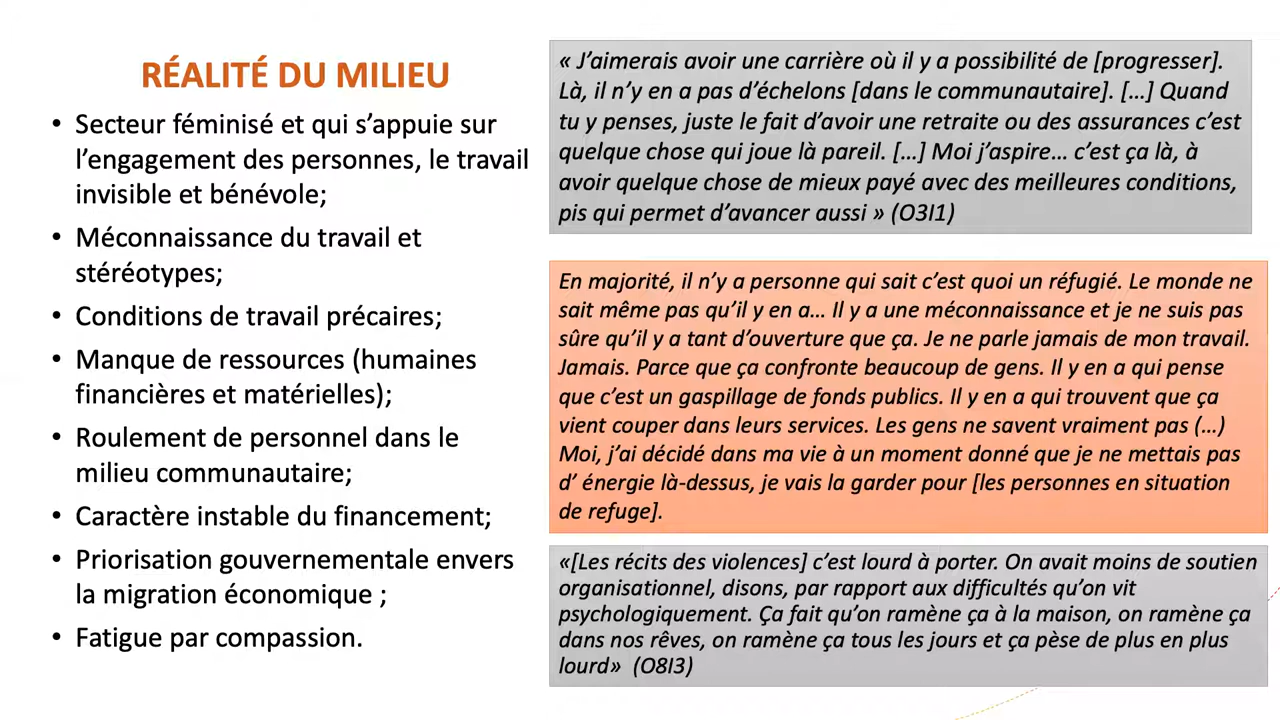 RÉALITÉ DU MILIEU
• Secteur féminisé et qui s’appuie sur
l’engagement des personnes, le travail
invisible et bénévole;
• Méconnaissance du travail et
stéréotypes;
• Conditions de travail précaires;
• Manque de ressources (humaines
financières et matérielles);
• Roulement de personnel dans le
milieu communautaire;
• Caractère instable du financement;
• Priorisation gouvernementale envers
la migration économique ;
• Fatigue par compassion.
« J’aimerais avoir une carrière où il y a possibilité de [progresser].
Là, il n’y en a pas d’échelons [dans le communautaire]. […] Quand
tu y penses, juste le fait d’avoir une retraite ou des assurances c’est
quelque chose qui joue là pareil. […] Moi j’aspire… c’est ça là, à
avoir quelque chose de mieux payé avec des meilleures conditions,
pis qui permet d’avancer aussi » (O3I1)
En majorité, il n’y a personne qui sait c’est quoi un réfugié. Le monde ne
sait même pas qu’il y en a… Il y a une méconnaissance et je ne suis pas
sûre qu’il y a tant d’ouverture que ça. Je ne parle jamais de mon travail.
Jamais. Parce que ça confronte beaucoup de gens. Il y en a qui pense
que c’est un gaspillage de fonds publics. Il y en a qui trouvent que ça
vient couper dans leurs services. Les gens ne savent vraiment pas (…)
Moi, j’ai décidé dans ma vie à un moment donné que je ne mettais pas
d’ énergie là-dessus, je vais la garder pour [les personnes en situation
de refuge].
«[Les récits des violences] c’est lourd à porter. On avait moins de soutien
organisationnel, disons, par rapport aux difficultés qu’on vit
psychologiquement. Ça fait qu’on ramène ça à la maison, on ramène ça
dans nos rêves, on ramène ça tous les jours et ça pèse de plus en plus
lourd» (O8I3)